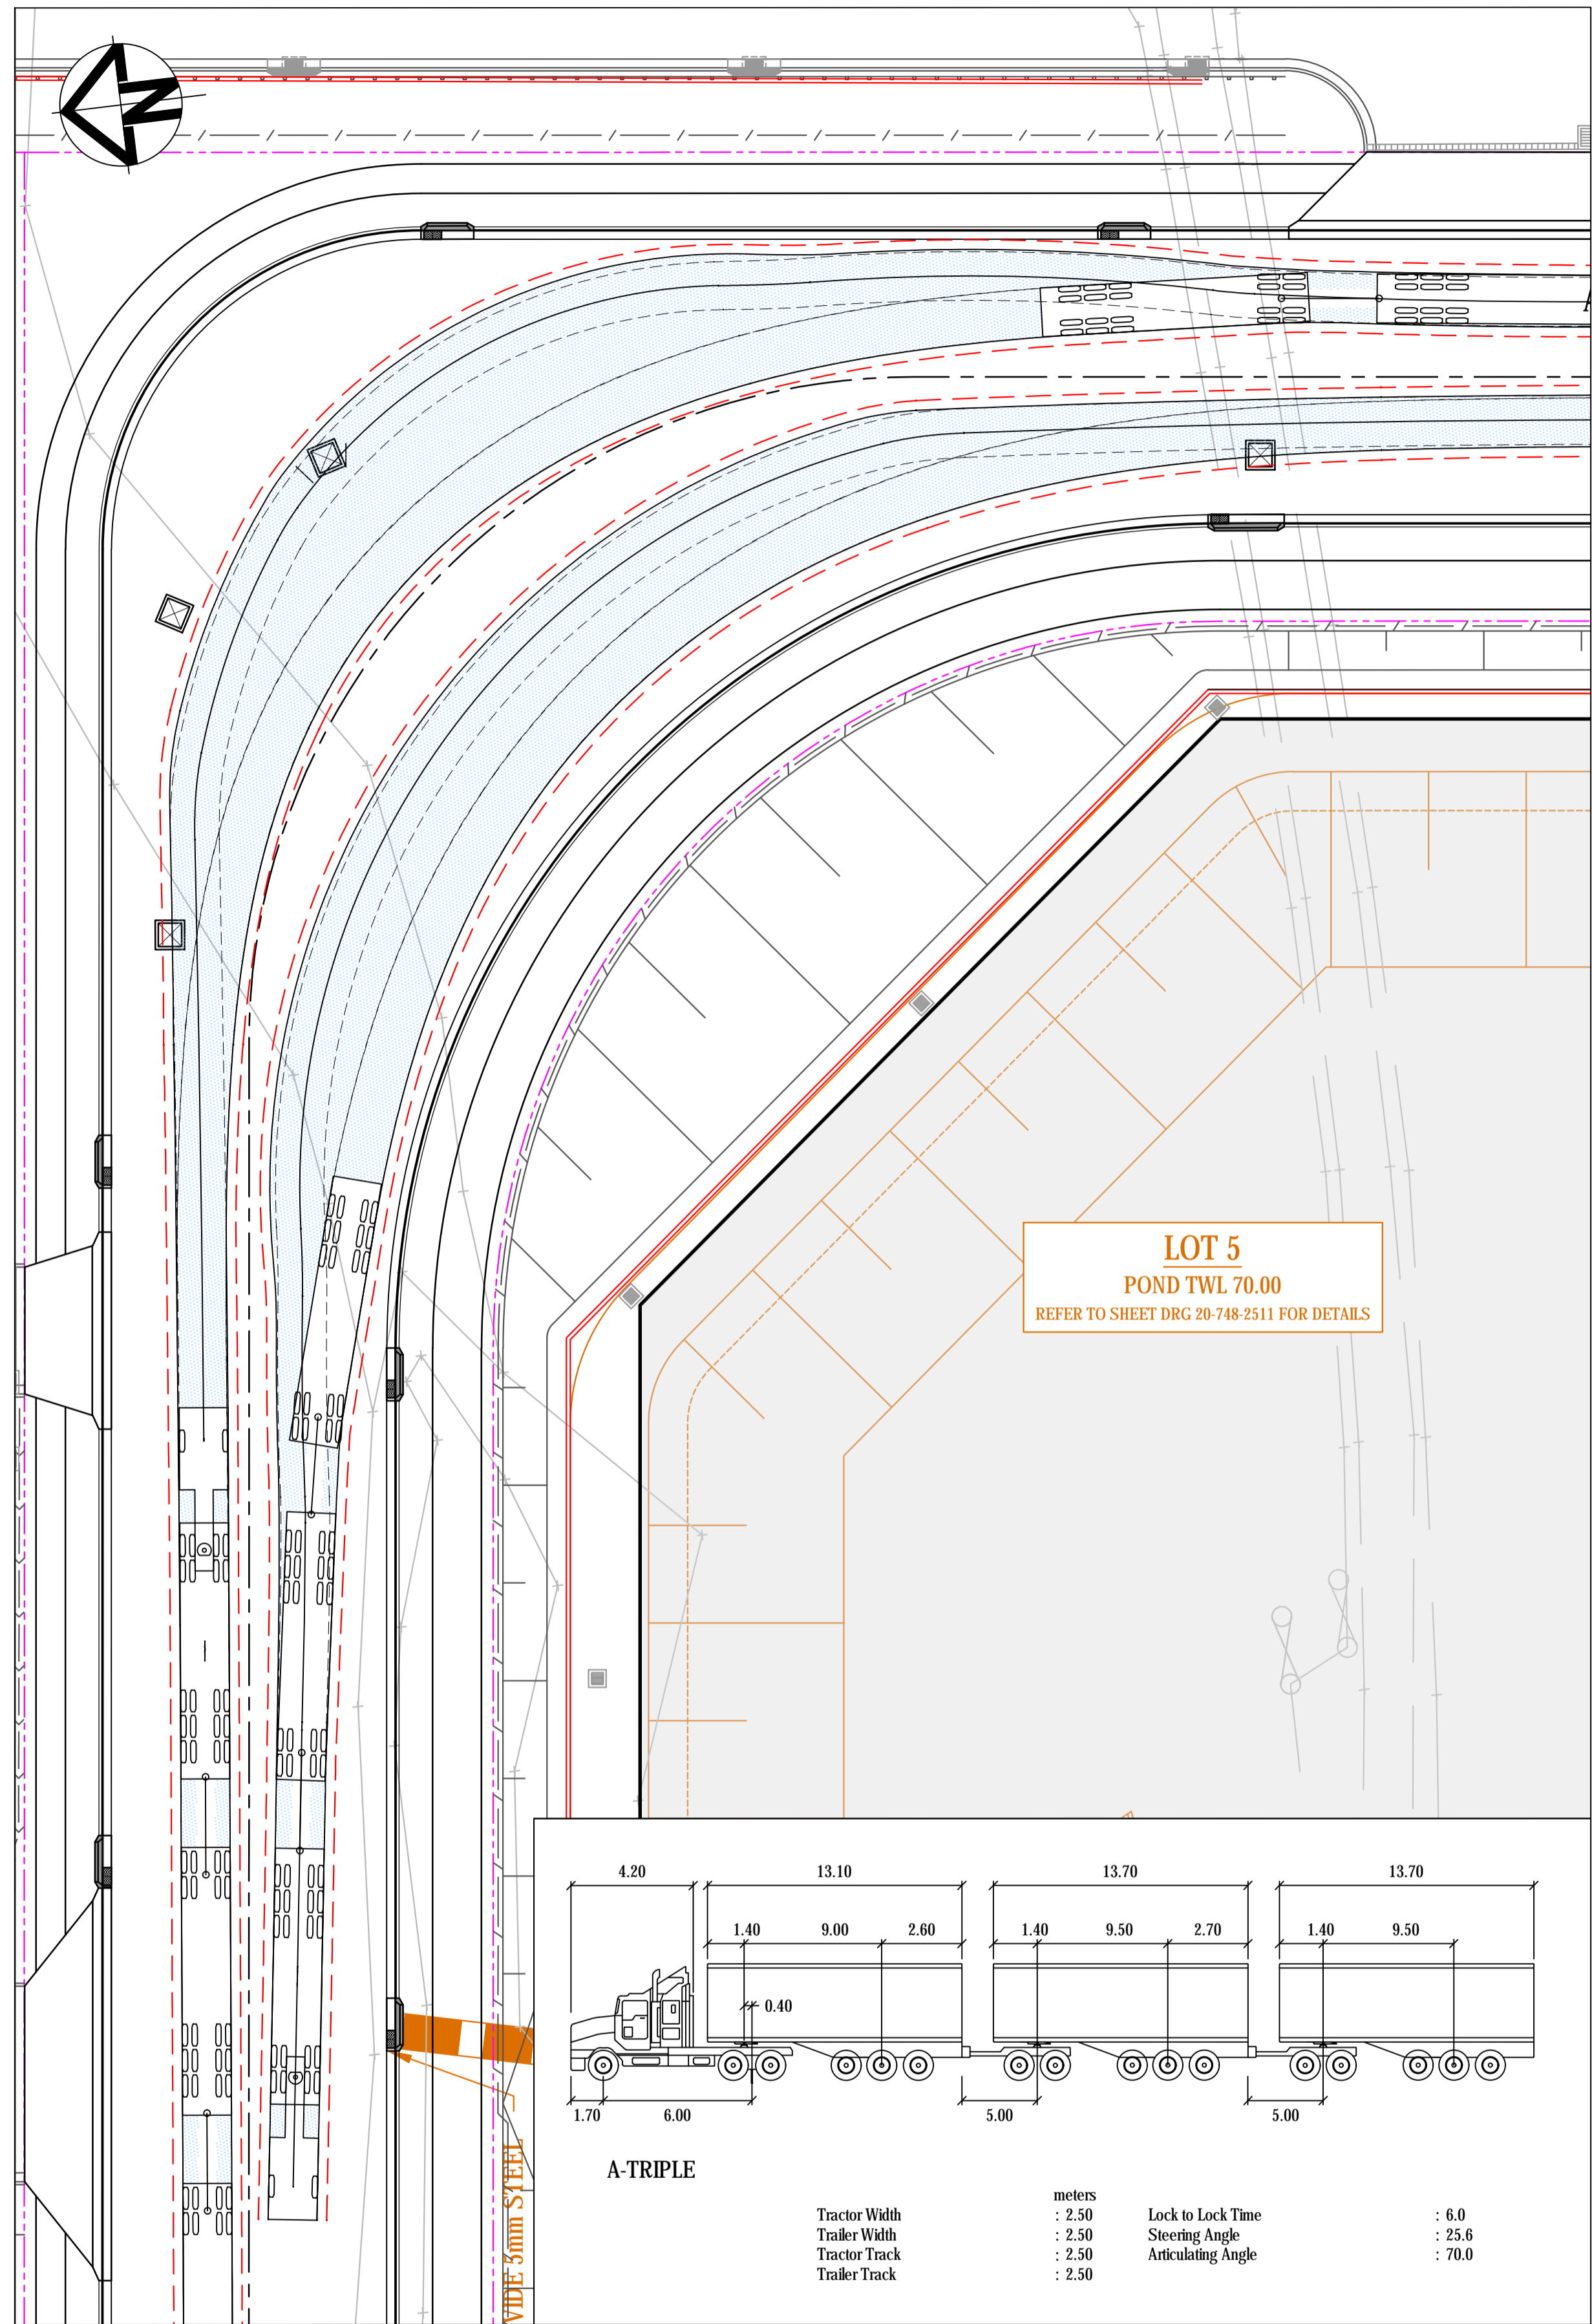 N
LOT 5
POND TWL 70.00
REFER TO SHEET DRG 20-748-2511 FOR DETAILS
4.20 13.10 13.70 13.70
1.40 9.00 2.60 1.40 9.50 2.70 1.40 9.50
0.40
1.70 6.00 5.00 5.00
A-TRIPLE
meters
Tractor Width : 2.50 Lock to Lock Time : 6.0
Trailer Width : 2.50 Steering Angle : 25.6
Tractor Track : 2.50 Articulating Angle : 70.0
Trailer Track : 2.50
VIDE 5mm STEEL